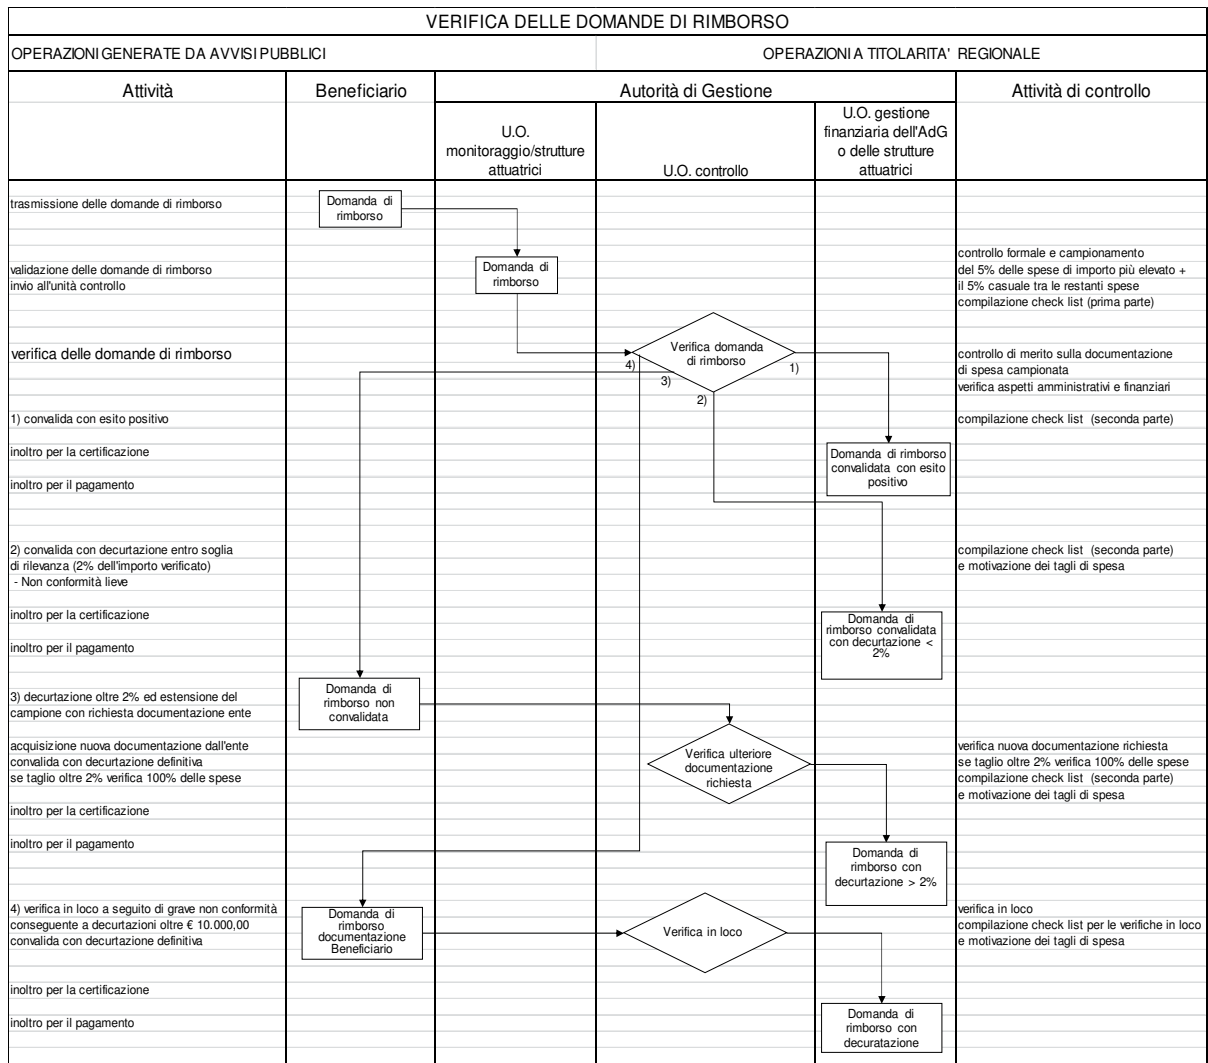 VERIFICA DELLE DOMANDE DI RIMBORSO
OPERAZIONI GENERATE DA AVVISI PUBBLICI
OPERAZIONI A TITOLARITA' REGIONALE
Attività
Beneficiario
Autorità di Gestione
Attività di controllo
U.O.
monitoraggio/strutture
attuatrici
U.O. controllo
U.O. gestione
finanziaria dell'AdG
o delle strutture
attuatrici
trasmissione delle domande di rimborso
Domanda di
rimborso
validazione delle domande di rimborso
invio all'unità controllo
Domanda di
rimborso
controllo formale e campionamento
del 5% delle spese di importo più elevato +
il 5% casuale tra le restanti spese
compilazione check list (prima parte)
verifica delle domande di rimborso
Verifica domanda
di rimborso
4)
3)
2)
1)
controllo di merito sulla documentazione
di spesa campionata
verifica aspetti amministrativi e finanziari
1) convalida con esito positivo
compilazione check list (seconda parte)
inoltro per la certificazione
Domanda di rimborso
convalidata con esito
positivo
inoltro per il pagamento
2) convalida con decurtazione entro soglia
di rilevanza (2% dell'importo verificato)
- Non conformità lieve
compilazione check list (seconda parte)
e motivazione dei tagli di spesa
inoltro per la certificazione
Domanda di
rimborso convalidata
con decurtazione <
2%
inoltro per il pagamento
3) decurtazione oltre 2% ed estensione del
campione con richiesta documentazione ente
Domanda di
rimborso non
convalidata
acquisizione nuova documentazione dall'ente
convalida con decurtazione definitiva
se taglio oltre 2% verifica 100% delle spese
Verifica ulteriore
documentazione
richiesta
verifica nuova documentazione richiesta
se taglio oltre 2% verifica 100% delle spese
compilazione check list (seconda parte)
e motivazione dei tagli di spesa
inoltro per la certificazione
inoltro per il pagamento
Domanda di
rimborso con
decurtazione > 2%
4) verifica in loco a seguito di grave non conformità
conseguente a decurtazioni oltre € 10.000,00
convalida con decurtazione definitiva
Domanda di
rimborso
documentazione
Beneficiario
Verifica in loco
verifica in loco
compilazione check list per le verifiche in loco
e motivazione dei tagli di spesa
inoltro per la certificazione
inoltro per il pagamento
Domanda di
rimborso con
decuratazione